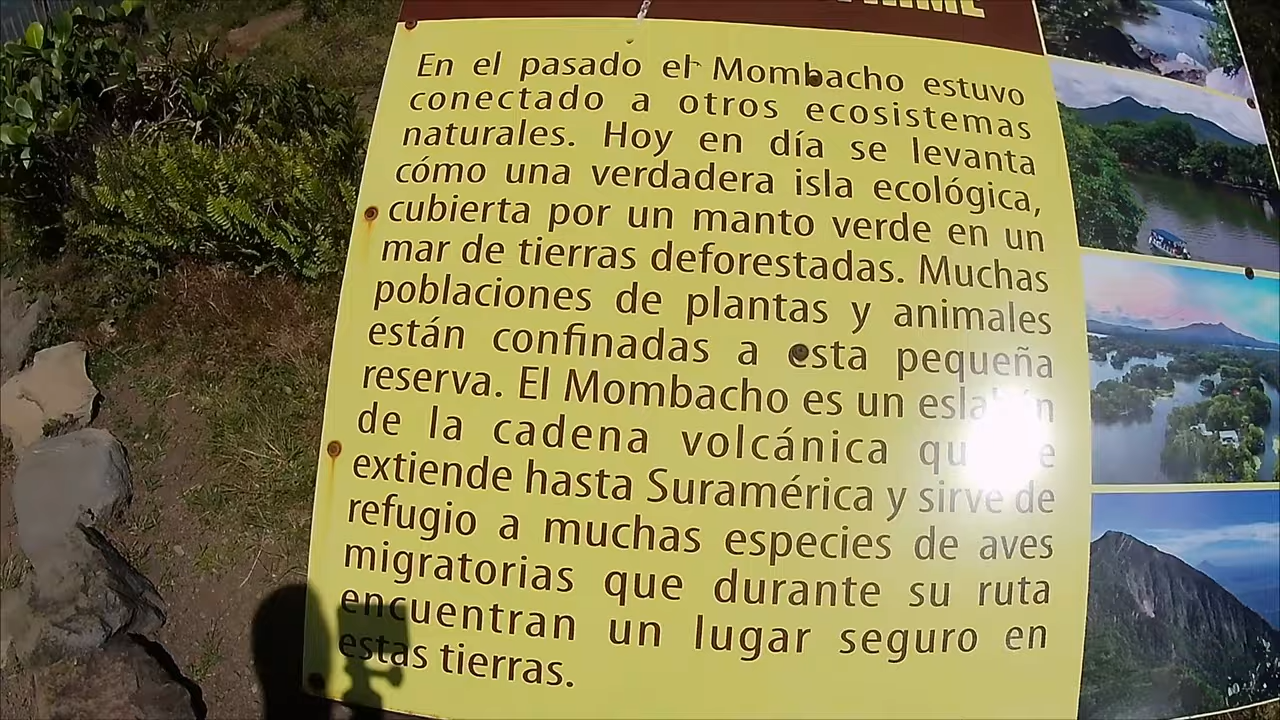 En el pasado el Mombacho estuvo
conectado a otros ecosistemas
naturales. Hoy en día se levanta
cómo una verdadera isla ecológica,
cubierta por un manto verde en un
mar de tierras deforestadas. Muchas
poblaciones de plantas y animales
están confinadas a esta pequeña
reserva. El Mombacho es un
de la cadena volcánica
extiende hasta Suramérica y sirve de
refugio a muchas especies de aves
migratorias que durante su ruta
encuentran un lugar seguro en
estas tierras.